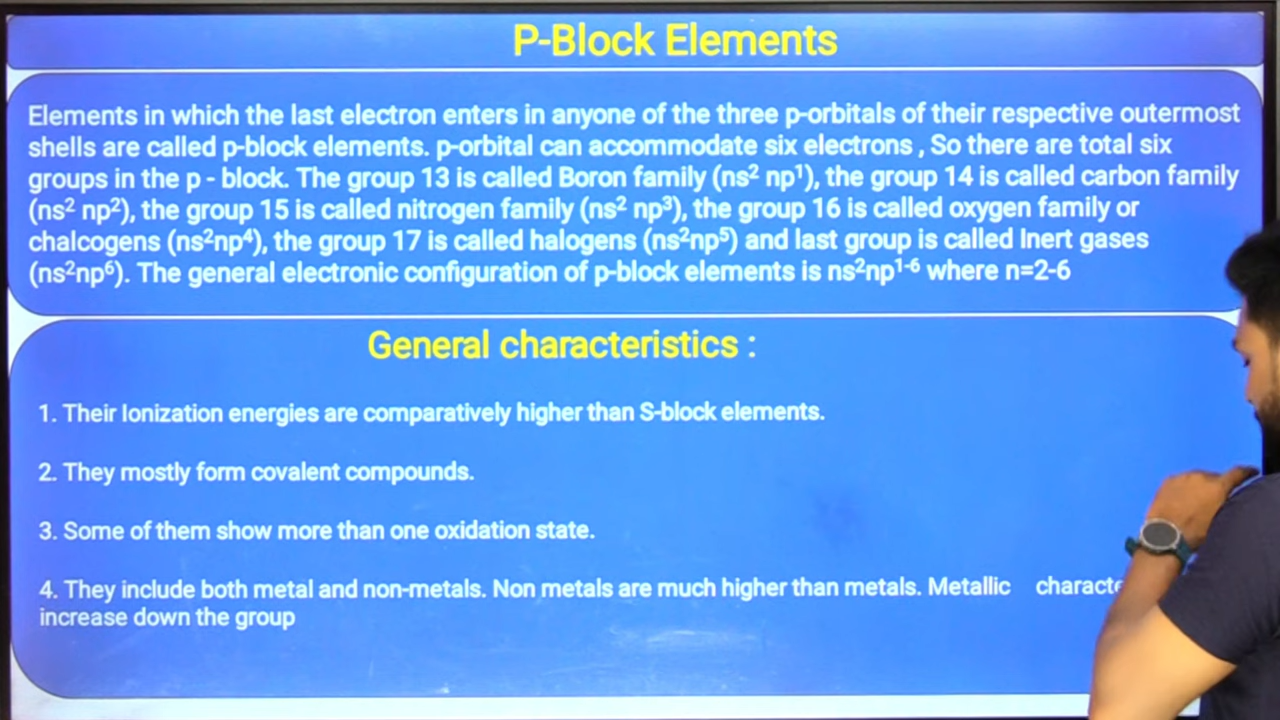 P-Block Elements
Elements in which the last electron enters in anyone of the three p-orbitals of their respective outermost
shells are called p-block elements. p-orbital can accommodate six electrons , So there are total six
groups in the p - block. The group 13 is called Boron family (ns² np¹), the group 14 is called carbon family
(ns² np²), the group 15 is called nitrogen family (ns² np³), the group 16 is called oxygen family or
chalcogens (ns²np⁴), the group 17 is called halogens (ns²np⁵) and last group is called Inert gases
(ns²np⁶). The general electronic configuration of p-block elements is ns²np¹⁻⁶ where n=2-6
General characteristics :
1. Their Ionization energies are comparatively higher than S-block elements.
2. They mostly form covalent compounds.
3. Some of them show more than one oxidation state.
4. They include both metal and non-metals. Non metals are much higher than metals. Metallic
increase down the group